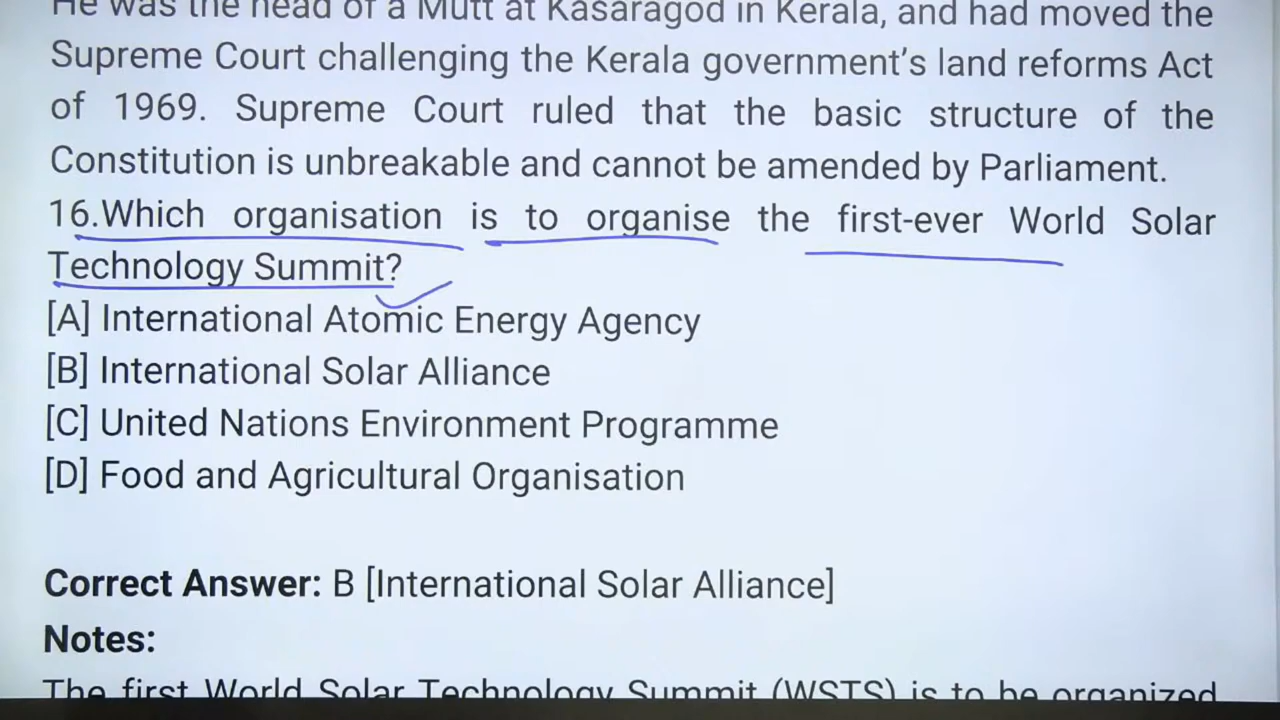 He was the head of a Mutt at Kasaragod in Kerala, and had moved the
Supreme Court challenging the Kerala government’s land reforms Act
of 1969. Supreme Court ruled that the basic structure of the
Constitution is unbreakable and cannot be amended by Parliament.
16.Which organisation is to organise the first-ever World Solar
Technology Summit?
[A] International Atomic Energy Agency
[B] International Solar Alliance
[C] United Nations Environment Programme
[D] Food and Agricultural Organisation
Correct Answer: B [International Solar Alliance]
Notes:
The first World Solar Technology Summit (WSTS) is to be organized